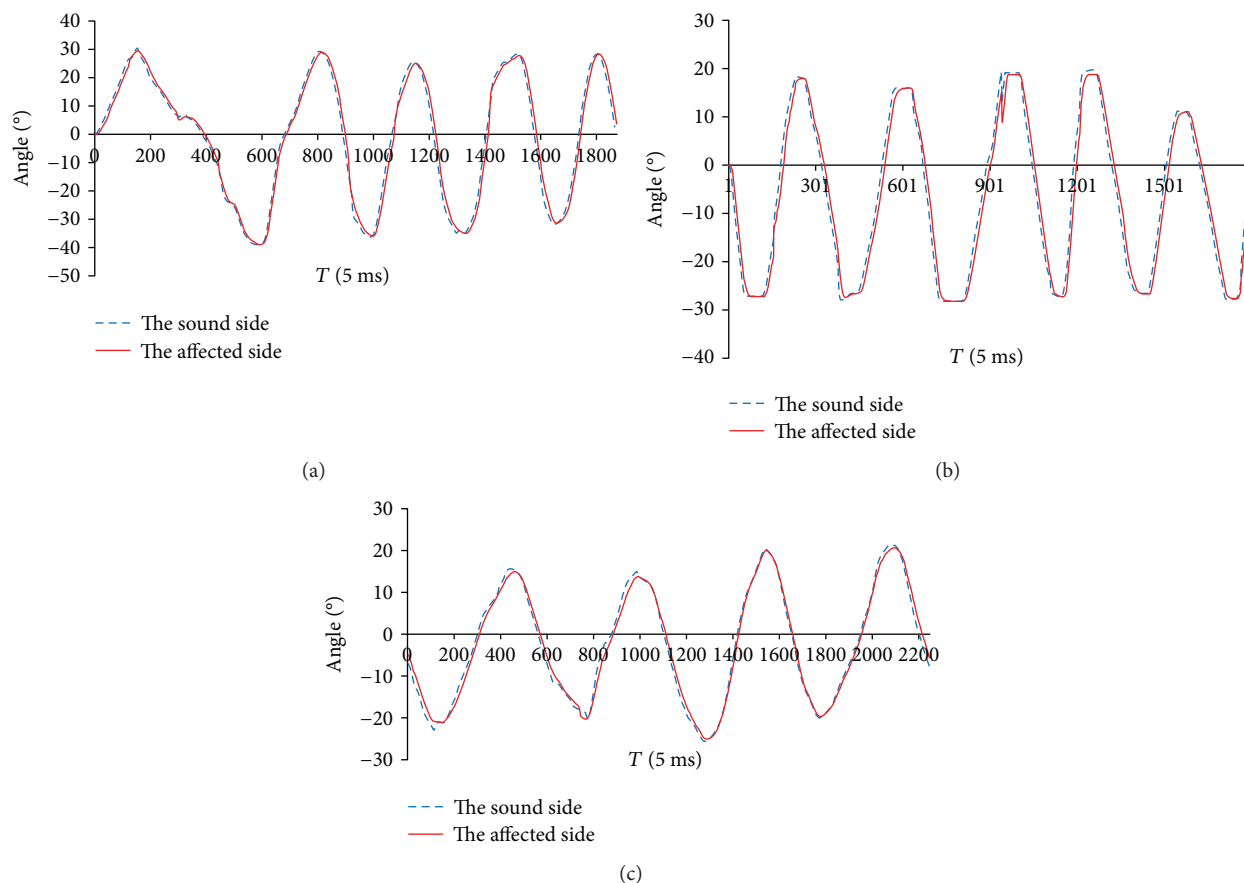 40
30
20
10
0
−10
−20
−30
−40
−50
Angle (°)
0 200 400 600 800 1000 1200 1400 1600 1800
T (5 ms)
The sound side
The affected side
(a)
30
20
10
0
−10
−20
−30
−40
Angle (°)
1 301 601 901 1201 1501
T (5 ms)
The sound side
The affected side
(b)
30
20
10
0
−10
−20
−30
Angle (°)
0 200 400 600 800 1000 1200 1400 1600 1800 2000 2200
T (5 ms)
The sound side
The affected side
(c)